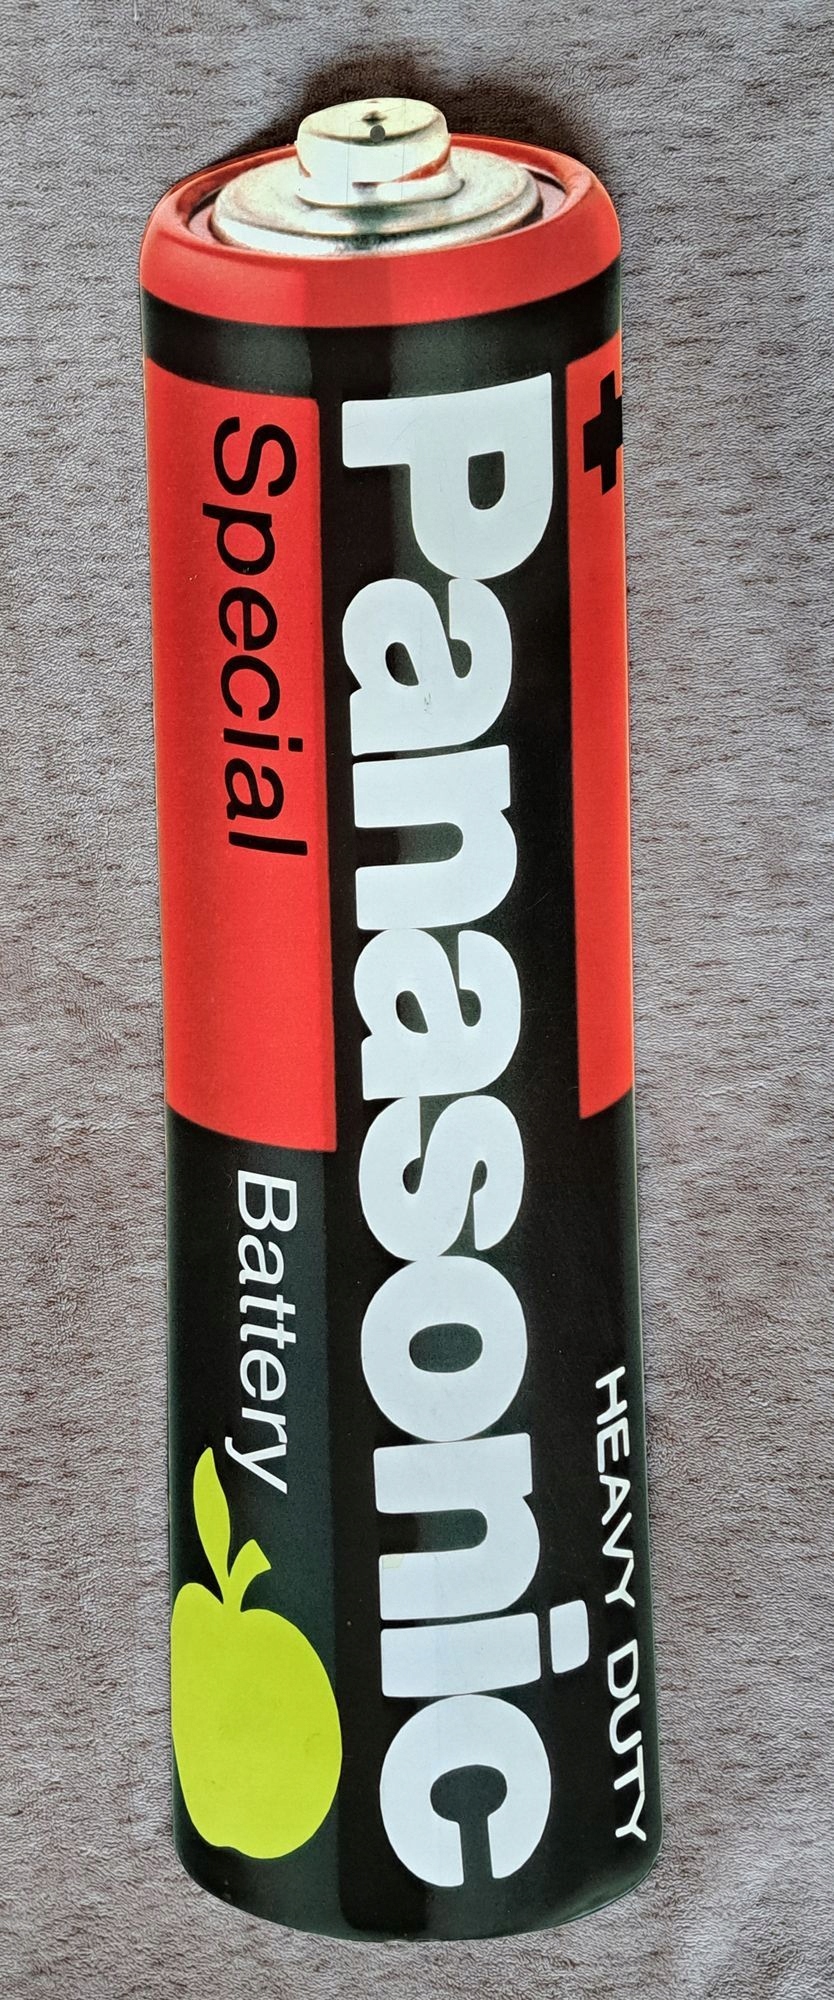 +
HEAVY DUTY
Panasonic
Special
Battery